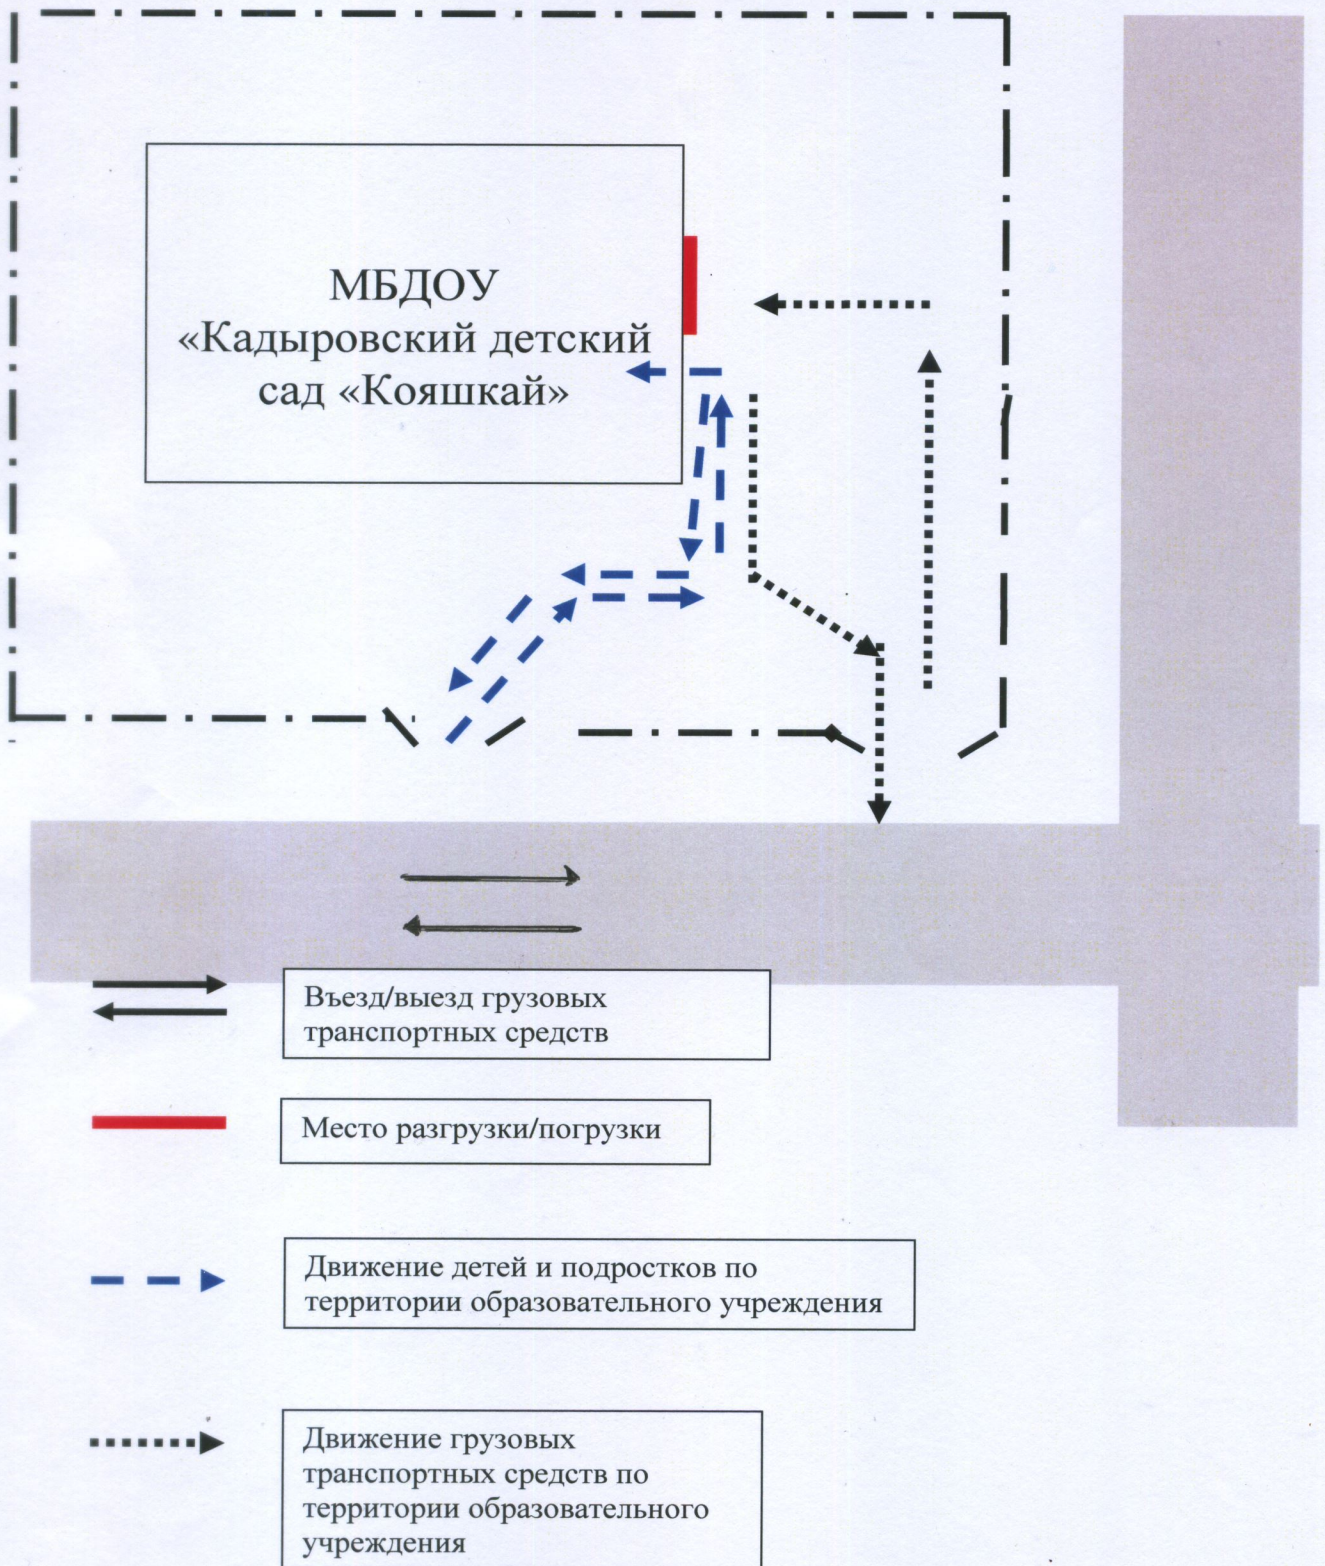 МБДОУ
«Кадыровский детский
сад «Кояшкай»
Въезд/выезд грузовых
транспортных средств
Место разгрузки/погрузки
Движение детей и подростков по
территории образовательного учреждения
Движение грузовых
транспортных средств по
территории образовательного
учреждения